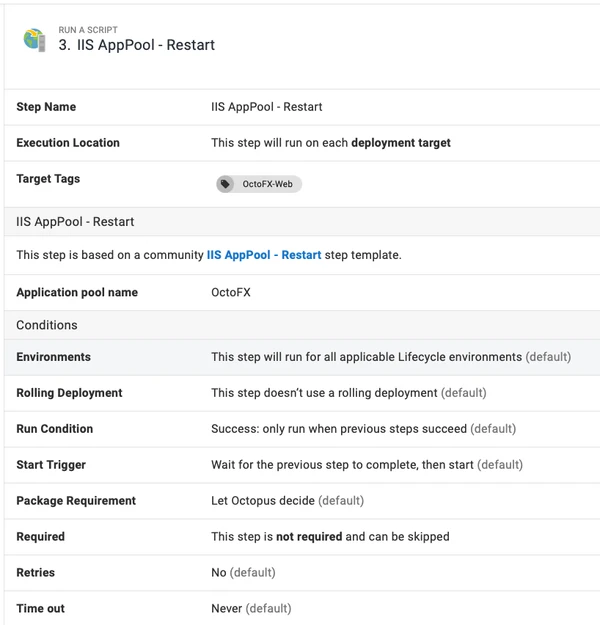 RUN A SCRIPT
3. IIS AppPool - Restart
Step Name IIS AppPool - Restart
Execution Location This step will run on each deployment target
Target Tags OctoFX-Web
IIS AppPool - Restart
This step is based on a community IIS AppPool - Restart step template.
Application pool name OctoFX
Conditions
Environments This step will run for all applicable Lifecycle environments (default)
Rolling Deployment This step doesn’t use a rolling deployment (default)
Run Condition Success: only run when previous steps succeed (default)
Start Trigger Wait for the previous step to complete, then start (default)
Package Requirement Let Octopus decide (default)
Required This step is not required and can be skipped
Retries No (default)
Time out Never (default)